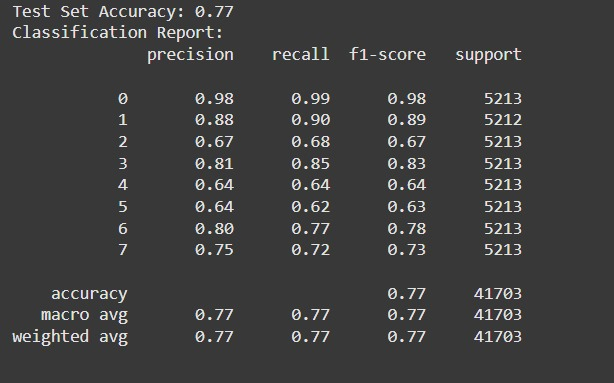 Test Set Accuracy: 0.77
Classification Report:
precision recall f1-score support
0 0.98 0.99 0.98 5213
1 0.88 0.90 0.89 5212
2 0.67 0.68 0.67 5213
3 0.81 0.85 0.83 5213
4 0.64 0.64 0.64 5213
5 0.64 0.62 0.63 5213
6 0.80 0.77 0.78 5213
7 0.75 0.72 0.73 5213
accuracy 0.77 41703
macro avg 0.77 0.77 0.77 41703
weighted avg 0.77 0.77 0.77 41703